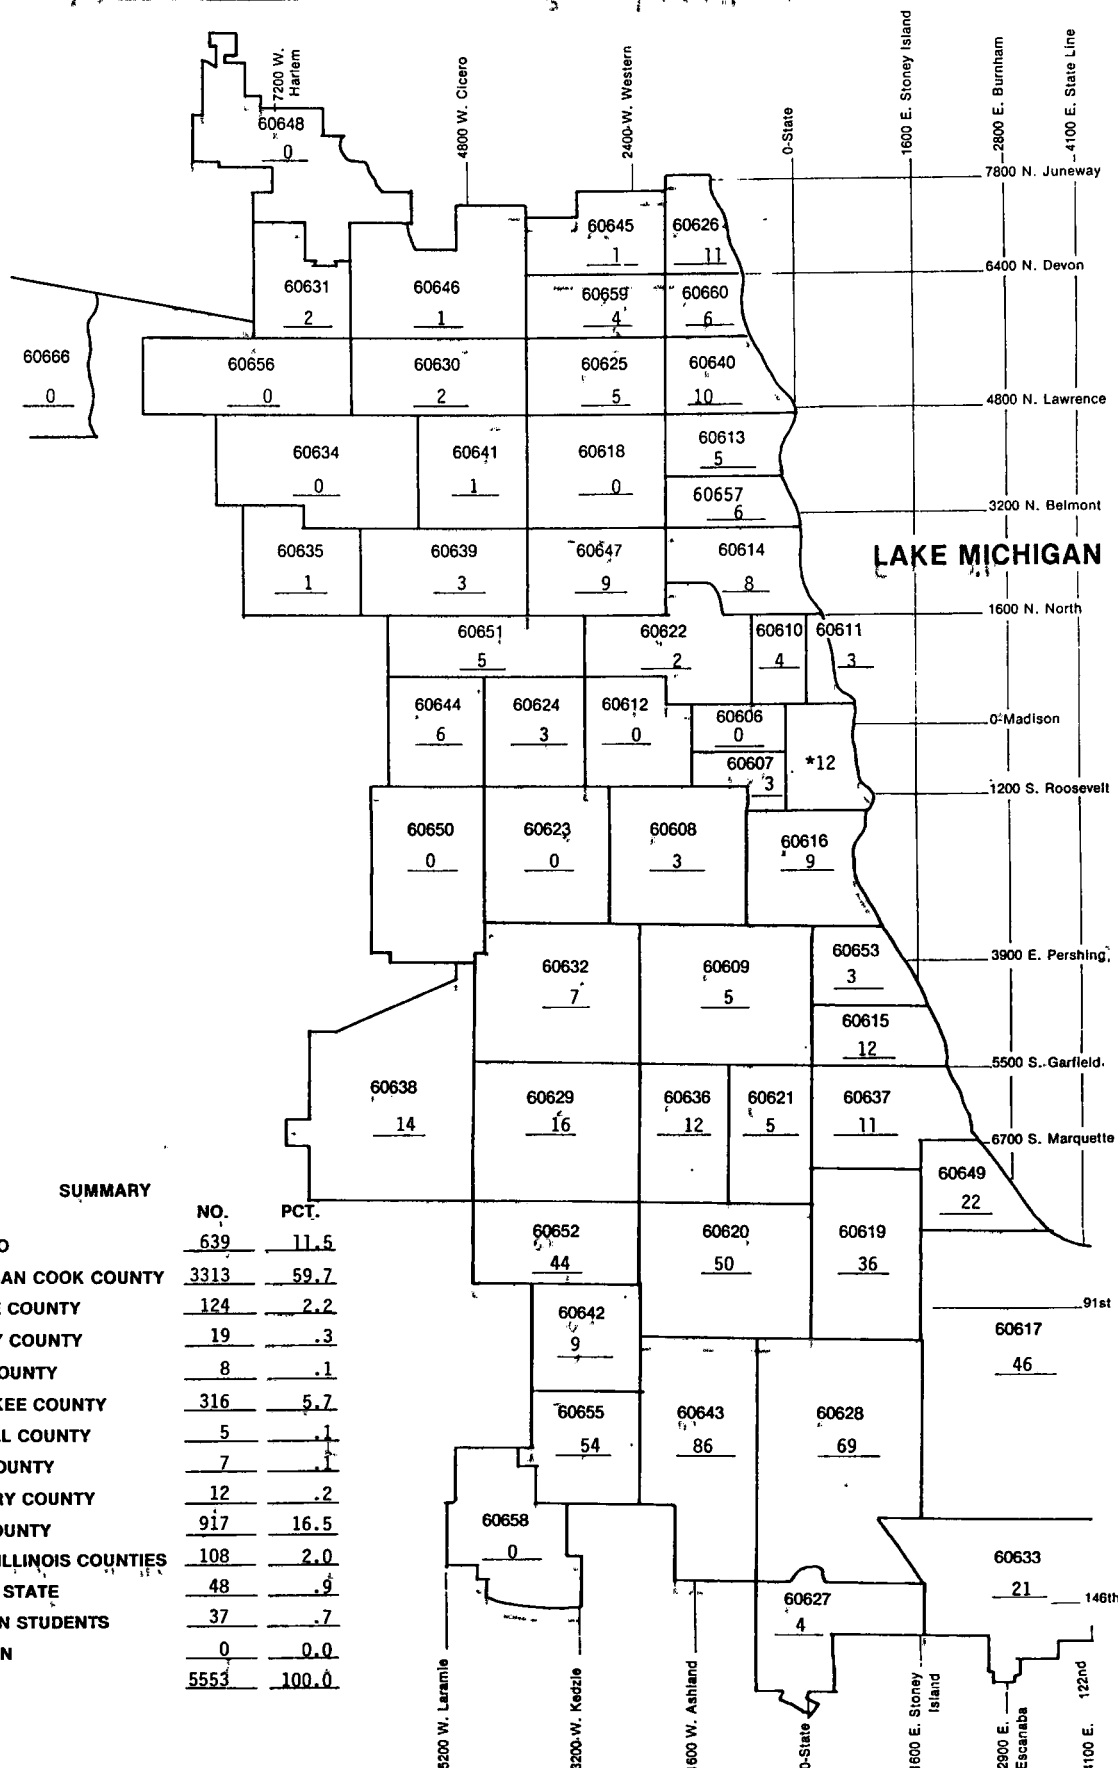 7200 W. Harlem
4800 W. Cicero
2400 W. Western
0-State
1600 E. Stoney Island
2800 E. Burnham
4100 E. State Line
60648
0
7800 N. Juneway
60645
1
60626
11
6400 N. Devon
60631
2
60646
1
60659
4
60660
6
60666
0
60656
0
60630
2
60625
5
60640
10
4800 N. Lawrence
60634
0
60641
1
60618
0
60613
5
60657
6
3200 N. Belmont
60635
1
60639
3
60647
9
60614
8
LAKE MICHIGAN
1600 N. North
60651
5
60622
2
60610
4
60611
3
60644
6
60624
3
60612
0
60606
0
0 Madison
60607
3
*12
1200 S. Roosevelt
60650
0
60623
0
60608
3
60616
9
60632
7
60609
5
60653
3
3900 E. Pershing
60615
12
5500 S. Garfield
60638
14
60629
16
60636
12
60621
5
60637
11
6700 S. Marquette
60649
22
60652
44
60620
50
60619
36
91st
60617
46
60642
9
60655
54
60643
86
60628
69
60658
0
60633
21
146th
60627
4
5200 W. Laramie
3200 W. Kedzie
1600 W. Ashland
0-State
1600 E. Stoney Island
2900 E. Escanaba
122nd
4100 E.
SUMMARY
NO. PCT.
O 639 11.5
AN COOK COUNTY 3313 59.7
E COUNTY 124 2.2
Y COUNTY 19 .3
OUNTY 8 .1
KEE COUNTY 316 5.7
LL COUNTY 5 .1
OUNTY 7 .1
RY COUNTY 12 .2
OUNTY 917 16.5
ILLINOIS COUNTIES 108 2.0
STATE 48 .9
N STUDENTS 37 .7
N 0 0.0
5553 100.0